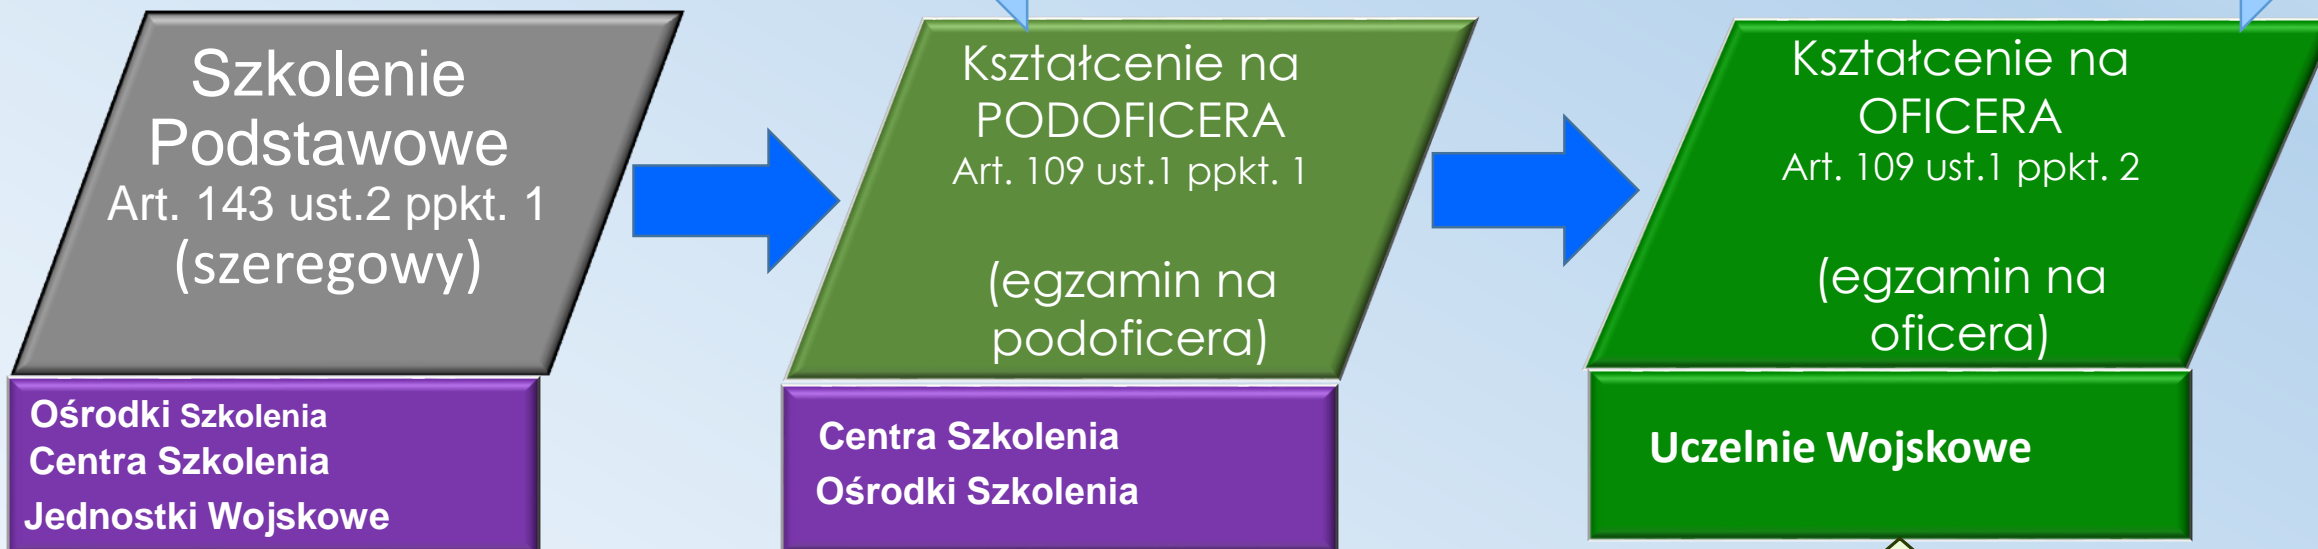 Szkolenie
Podstawowe
Art. 143 ust.2 ppkt. 1
(szeregowy)
Ośrodki Szkolenia
Centra Szkolenia
Jednostki Wojskowe
Kształcenie na
PODOFICERA
Art. 109 ust.1 ppkt. 1
(egzamin na
podoficera)
Centra Szkolenia
Ośrodki Szkolenia
Kształcenie na
OFICERA
Art. 109 ust.1 ppkt. 2
(egzamin na
oficera)
Uczelnie Wojskowe